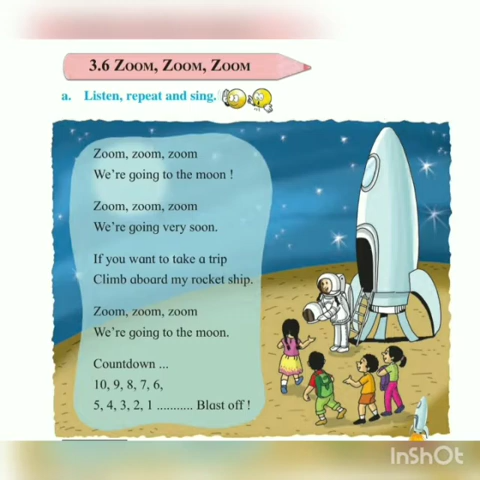 3.6 ZOOM, ZOOM, ZOOM
a. Listen, repeat and sing.
Zoom, zoom, zoom
We're going to the moon !
Zoom, zoom, zoom
We're going very soon.
If you want to take a trip
Climb aboard my rocket ship.
Zoom, zoom, zoom
We're going to the moon.
Countdown ...
10, 9, 8, 7, 6,
5, 4, 3, 2, 1 ........... Blast off !
InShOt